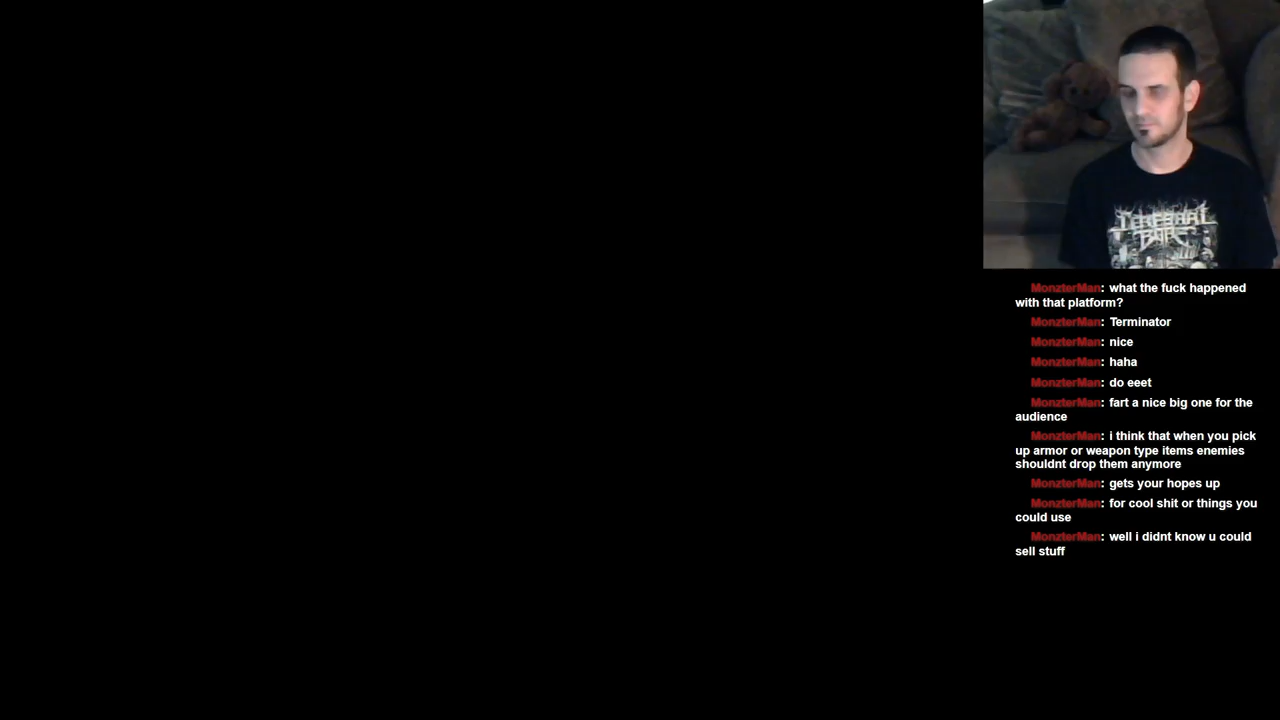 CEREBRAL
BORE
MonzterMan: what the fuck happened
with that platform?
MonzterMan: Terminator
MonzterMan: nice
MonzterMan: haha
MonzterMan: do eeet
MonzterMan: fart a nice big one for the
audience
MonzterMan: i think that when you pick
up armor or weapon type items enemies
shouldnt drop them anymore
MonzterMan: gets your hopes up
MonzterMan: for cool shit or things you
could use
MonzterMan: well i didnt know u could
sell stuff